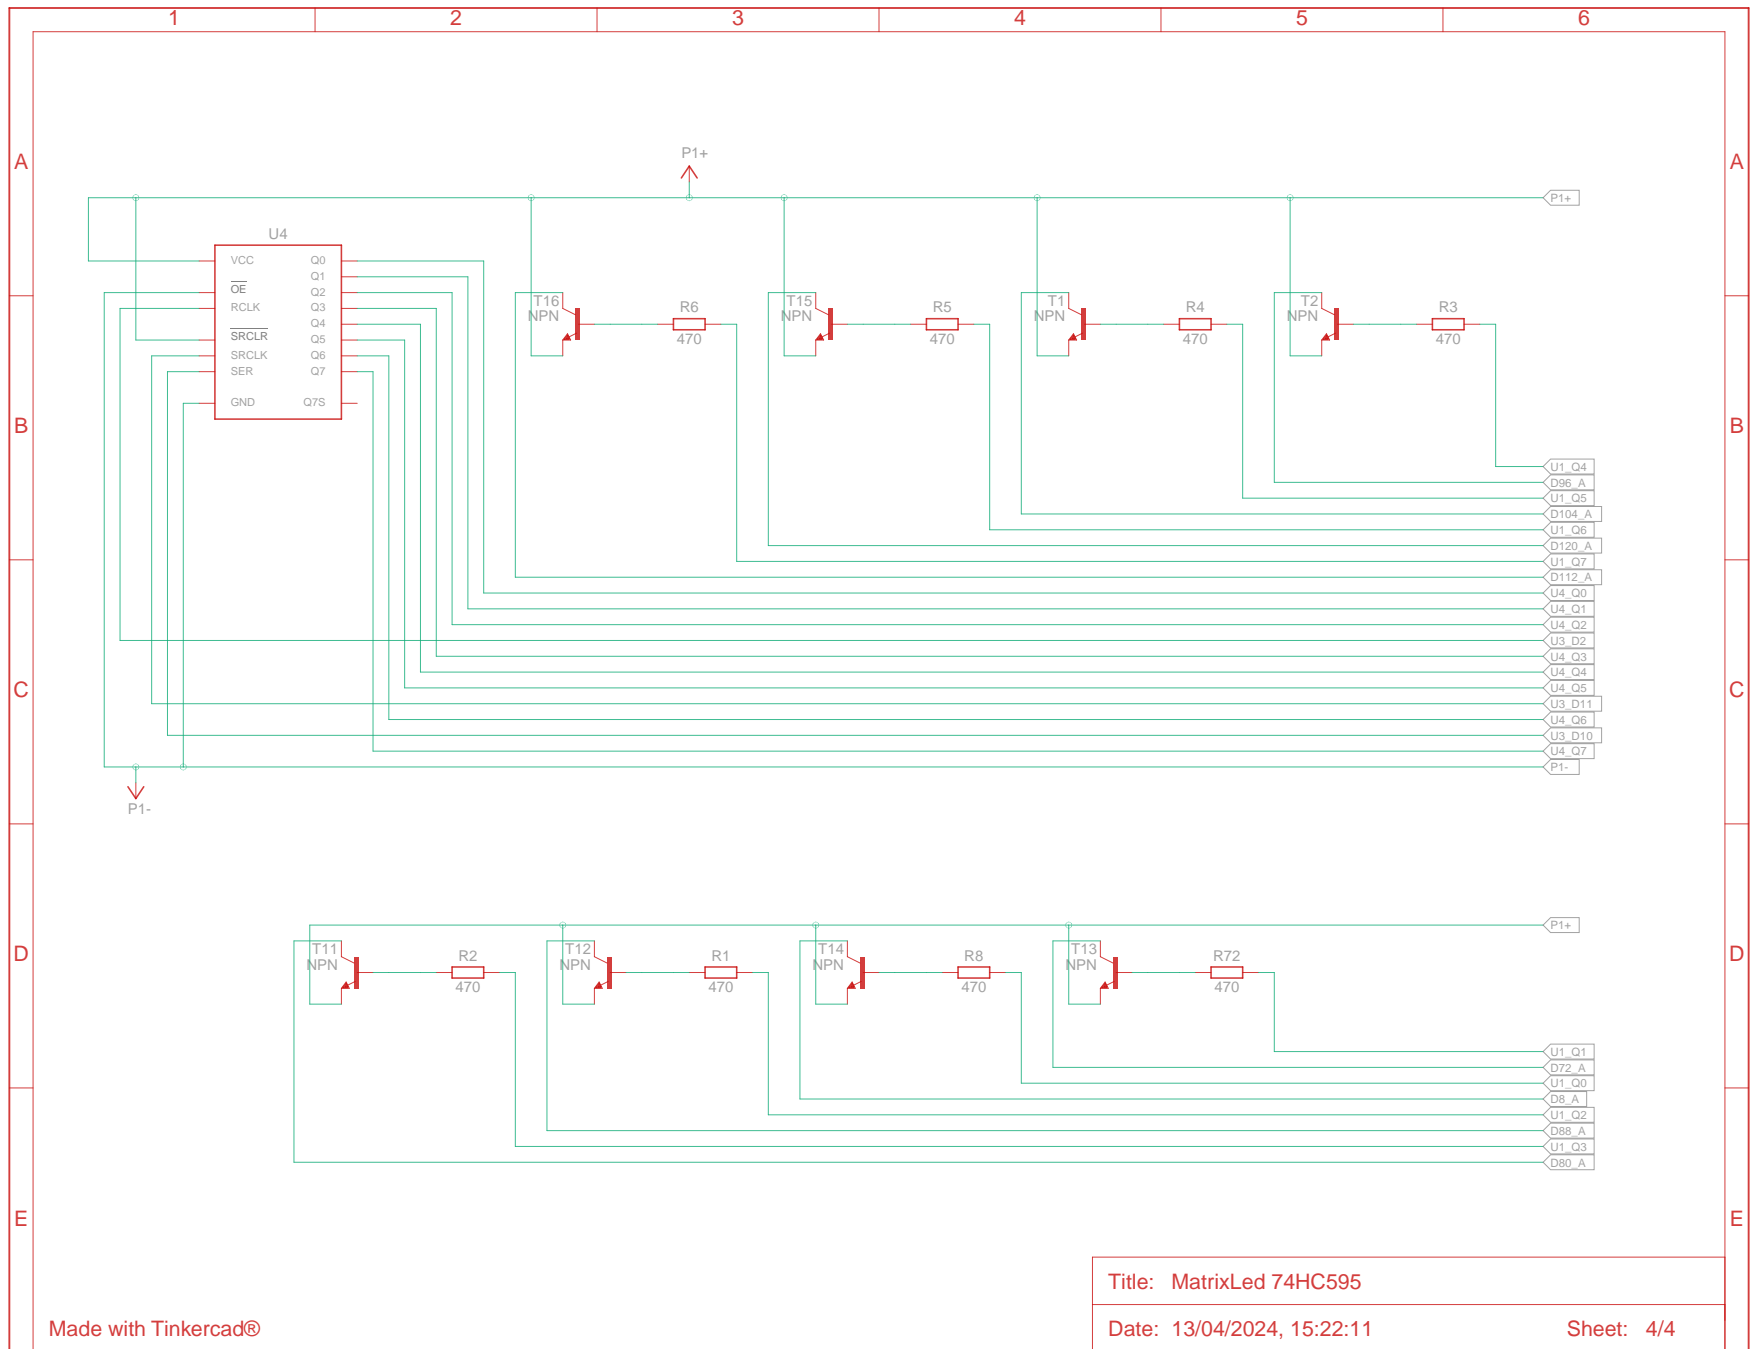 1 2 3 4 5 6
A A
P1+
P1+
U4
VCC Q0
Q1
OE Q2
RCLK Q3
Q4
SRCLR Q5
SRCLK Q6
SER Q7
GND Q7S
T16 R6 T15 R5 T1 R4 T2 R3
NPN NPN NPN NPN
470 470 470 470
B B
U1_Q4
D96_A
U1_Q5
D104_A
U1_Q6
D120_A
U1_Q7
D112_A
U4_Q0
U4_Q1
U4_Q2
U3_D2
U4_Q3
U4_Q4
C C
U4_Q5
U3_D11
U4_Q6
U3_D10
U4_Q7
P1-
P1-
P1+
D D
T11 R2 T12 R1 T14 R8 T13 R72
NPN NPN NPN NPN
470 470 470 470
U1_Q1
D72_A
U1_Q0
D8_A
U1_Q2
D88_A
U1_Q3
D80_A
E E
Title: MatrixLed 74HC595
Made with Tinkercad®
Date: 13/04/2024, 15:22:11 Sheet: 4/4